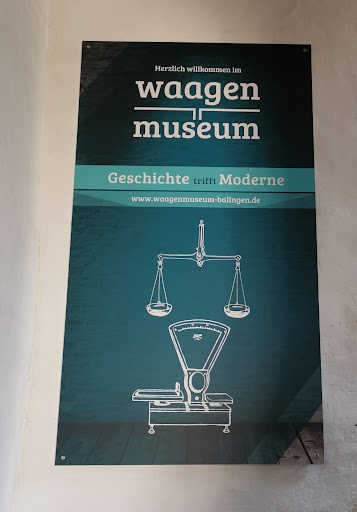 Herzlich willkommen im
waagen
museum
Geschichte trifft Moderne
www.waagenmuseum-balingen.de